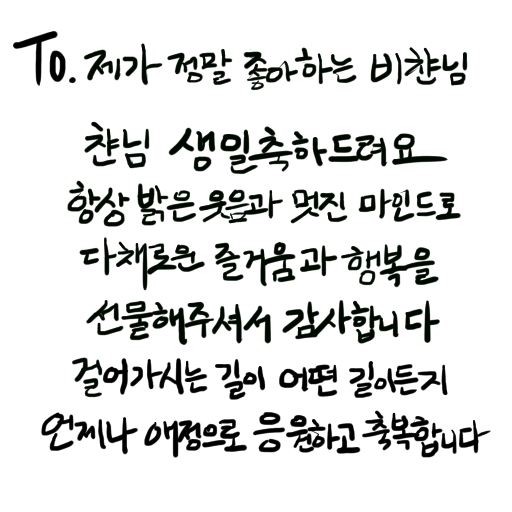 To. 제가 정말 좋아하는 비챤님
챤님 생일축하드려요
항상 밝은 웃음과 멋진 마인드로
다채로운 즐거움과 행복을
선물해주셔서 감사합니다
걸어가시는 길이 어떤 길이든지
언제나 애정으로 응원하고 축복합니다